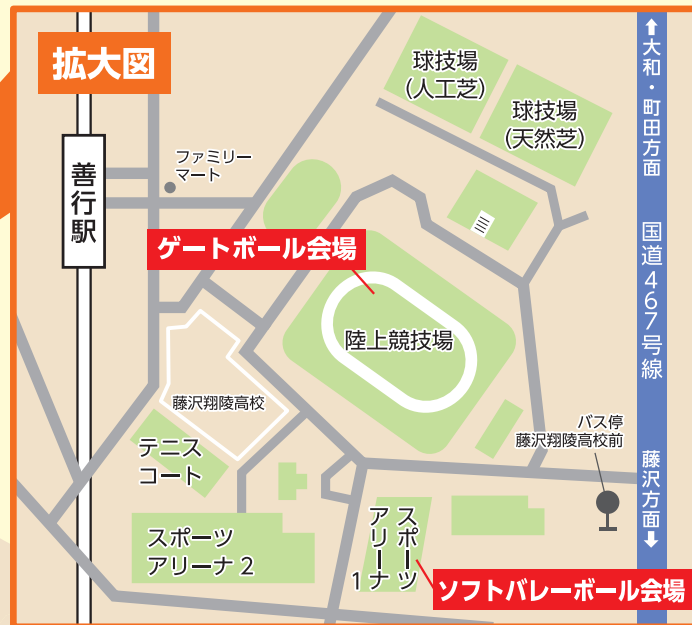 拡大図
球技場
（人工芝）
球技場
（天然芝）
↑大和・町田方面
国道467号線
藤沢方面↓
善行駅
ファミリー
マート
ゲートボール会場
陸上競技場
藤沢翔陵高校
テニス
コート
バス停
藤沢翔陵高校前
スポーツ
アリーナ 2
スポーツ
アリーナ1
ソフトバレーボール会場